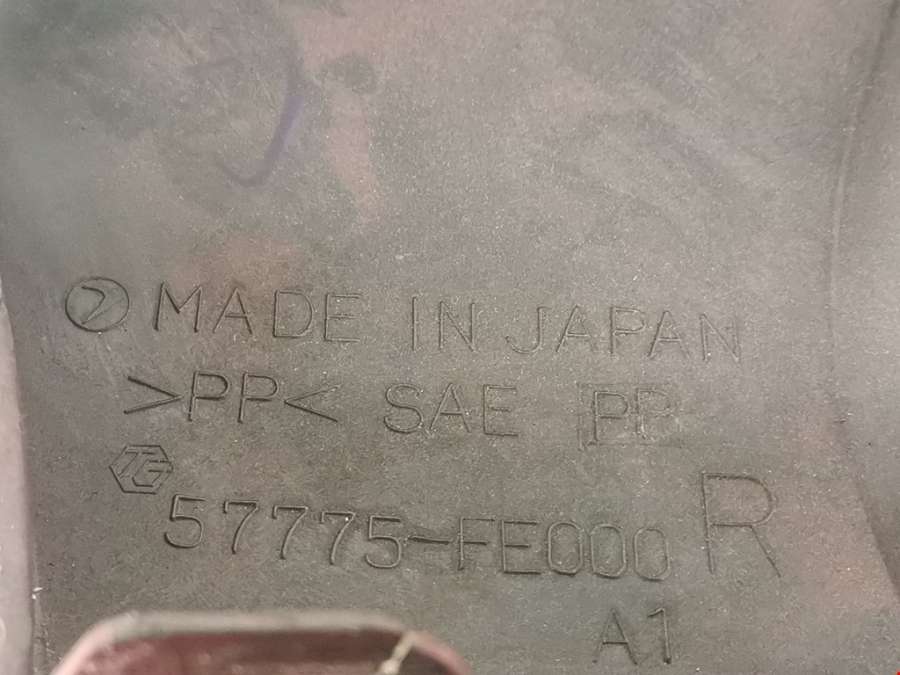 MADE IN JAPAN
>PP< SAE PP
57775-FE000 R
A1